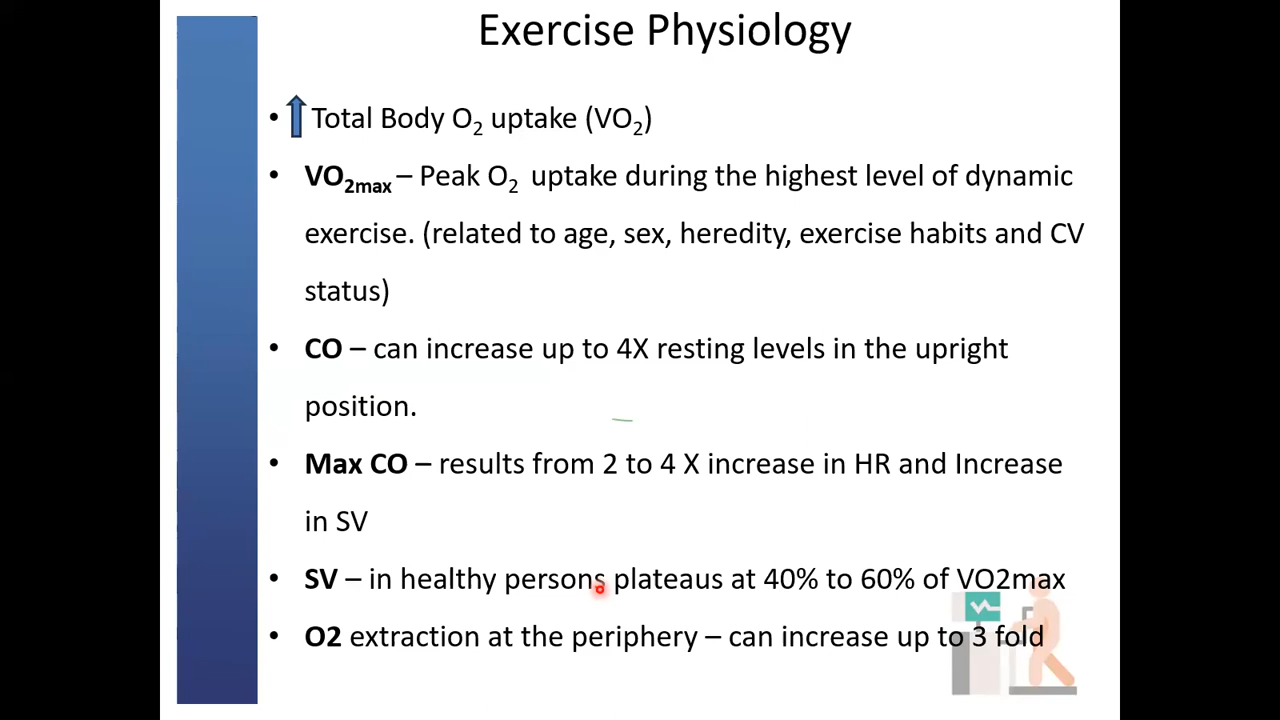 Exercise Physiology
• Total Body O₂ uptake (VO₂)
• VO₂max – Peak O₂ uptake during the highest level of dynamic
exercise. (related to age, sex, heredity, exercise habits and CV
status)
• CO – can increase up to 4X resting levels in the upright
position.
• Max CO – results from 2 to 4 X increase in HR and Increase
in SV
• SV – in healthy persons plateaus at 40% to 60% of VO2max
• O2 extraction at the periphery – can increase up to 3 fold